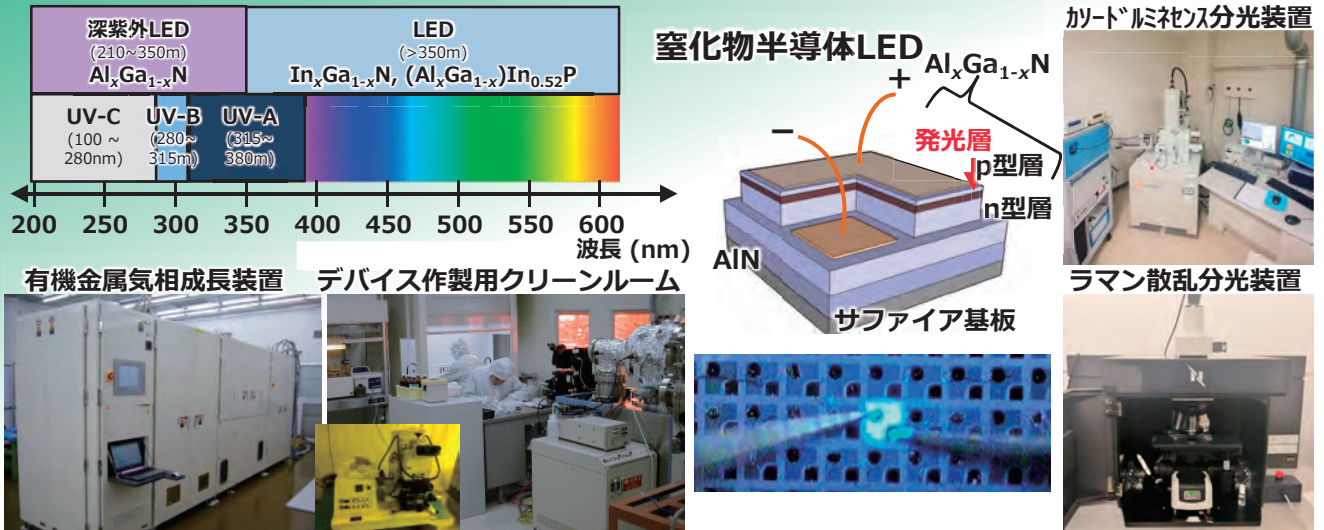 深紫外LED
(210~350m)
AlxGa1-xN
LED
(>350m)
InxGa1-xN, (AlxGa1-x)In0.52P
UV-C
(100 ~
280nm)
UV-B
(280~
315m)
UV-A
(315~
380m)
200 250 300 350 400 450 500 550 600
波長 (nm)
窒化物半導体LED
+
AlxGa1-xN
−
発光層
p型層
n型層
AlN
サファイア基板
ｶｿｰﾄﾞﾙﾐﾈｾﾝｽ分光装置
有機金属気相成長装置
デバイス作製用クリーンルーム
ラマン散乱分光装置